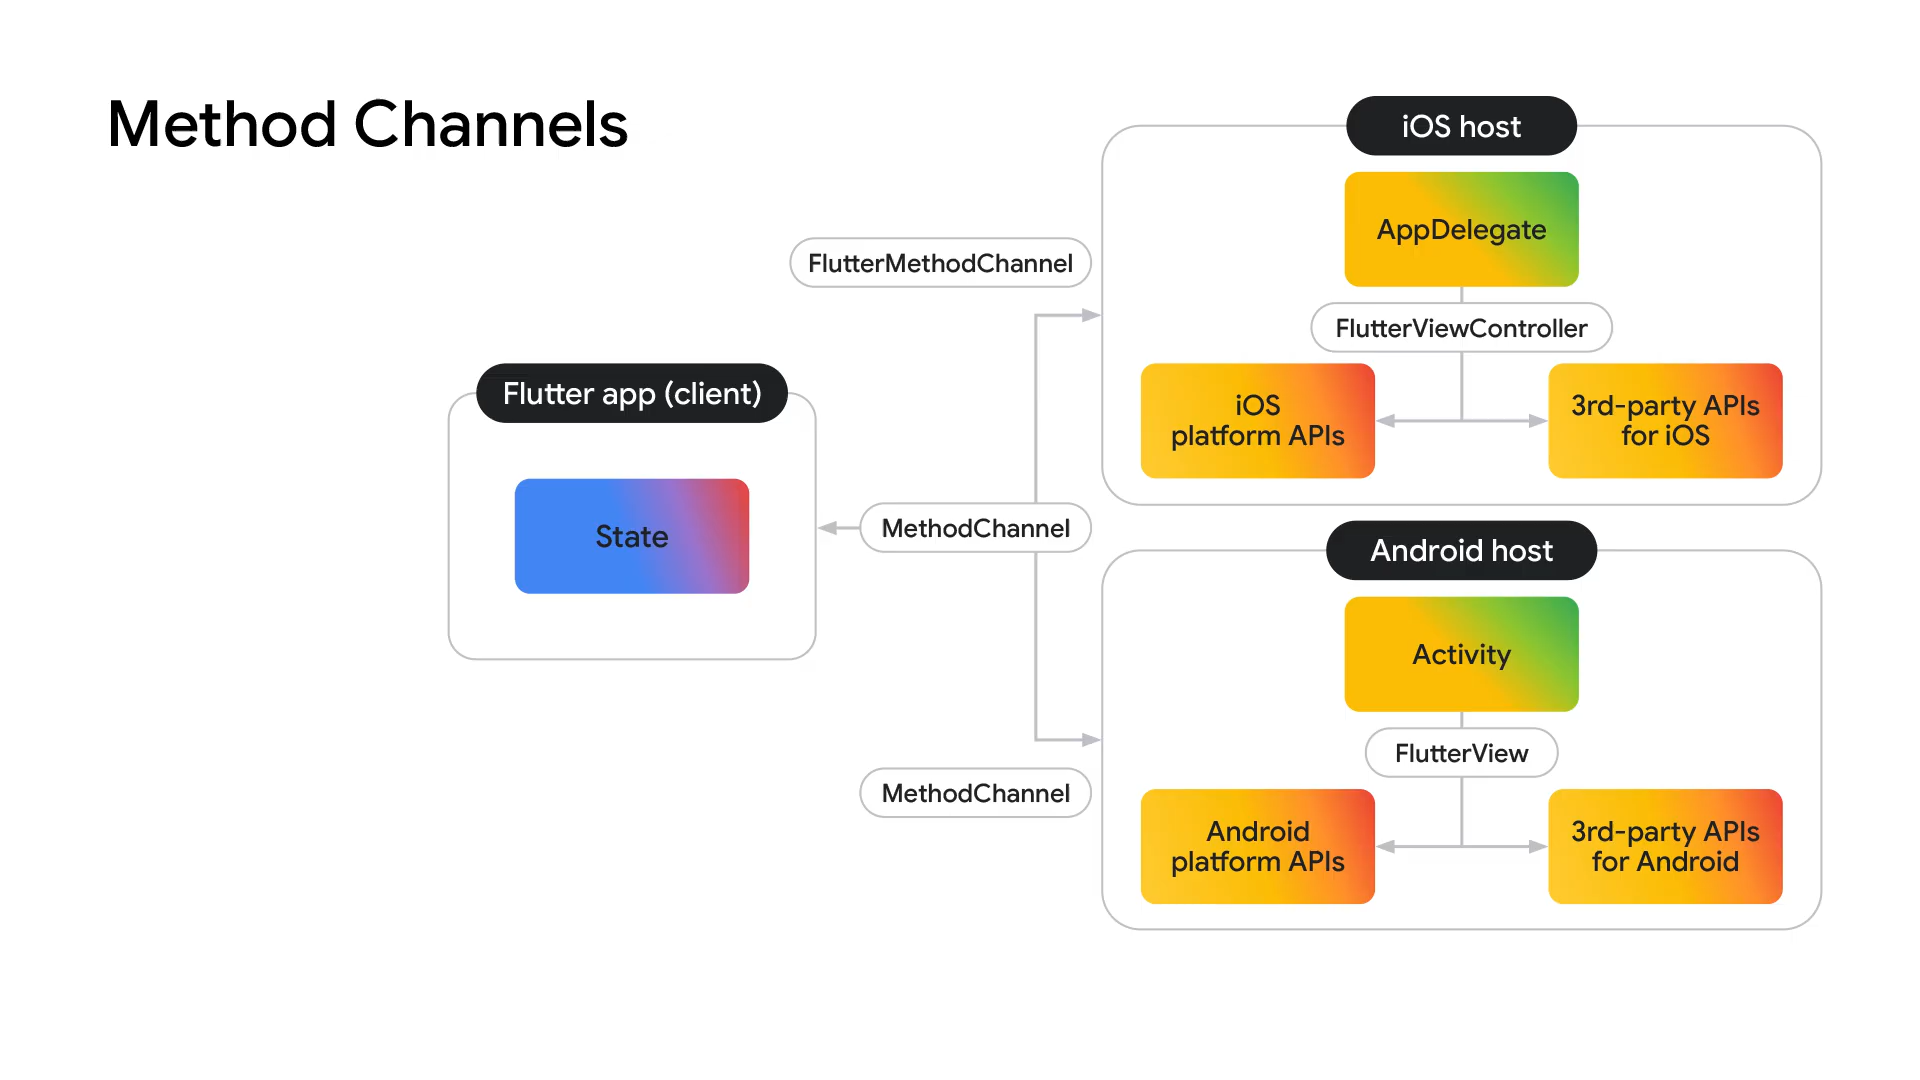 Method Channels
iOS host
AppDelegate
FlutterMethodChannel
FlutterViewController
Flutter app (client)
iOS
platform APIs
3rd-party APIs
for iOS
State
MethodChannel
Android host
Activity
FlutterView
MethodChannel
Android
platform APIs
3rd-party APIs
for Android